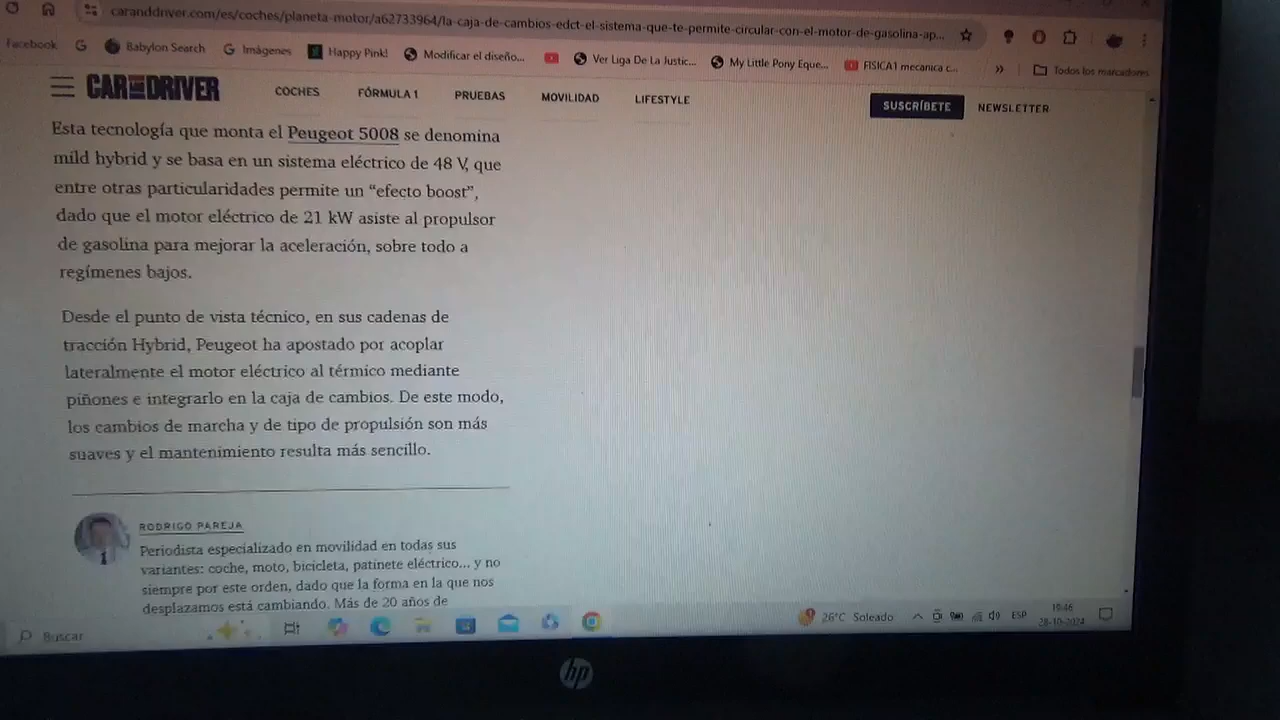 caranddriver.com/es/coches/planeta-motor/a62733964/la-caja-de-cambios-edct-el-sistema-que-te-permite-circular-con-el-motor-de-gasolina-ap...
Facebook Babylon Search Imágenes Happy Pink! Modificar el diseño... Ver Liga De La Justic... My Little Pony Eque... FISICA1 mecanica c... » Todos los marcadores
CAR AND DRIVER COCHES FÓRMULA 1 PRUEBAS MOVILIDAD LIFESTYLE SUSCRÍBETE NEWSLETTER
Esta tecnología que monta el Peugeot 5008 se denomina
mild hybrid y se basa en un sistema eléctrico de 48 V, que
entre otras particularidades permite un “efecto boost”,
dado que el motor eléctrico de 21 kW asiste al propulsor
de gasolina para mejorar la aceleración, sobre todo a
regímenes bajos.
Desde el punto de vista técnico, en sus cadenas de
tracción Hybrid, Peugeot ha apostado por acoplar
lateralmente el motor eléctrico al térmico mediante
piñones e integrarlo en la caja de cambios. De este modo,
los cambios de marcha y de tipo de propulsión son más
suaves y el mantenimiento resulta más sencillo.
RODRIGO PAREJA
Periodista especializado en movilidad en todas sus
variantes: coche, moto, bicicleta, patinete eléctrico... y no
siempre por este orden, dado que la forma en la que nos
desplazamos está cambiando. Más de 20 años de
Buscar 26°C Soleado ESP 19:46
28-10-2024
hp